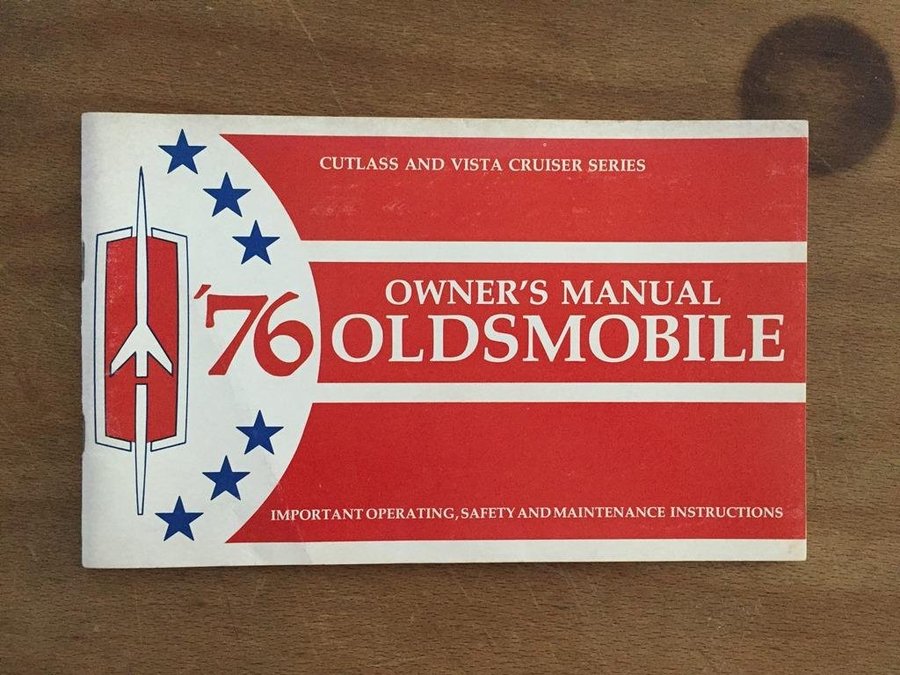 CUTLASS AND VISTA CRUISER SERIES
'76
OWNER'S MANUAL
OLDSMOBILE
IMPORTANT OPERATING, SAFETY AND MAINTENANCE INSTRUCTIONS